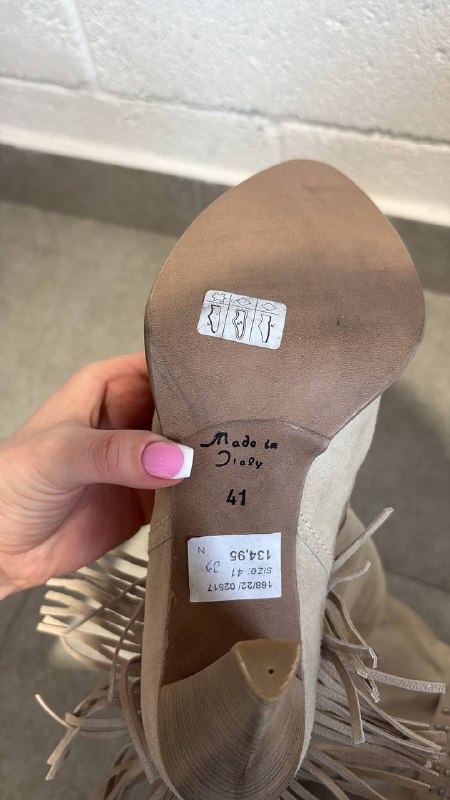 Made in
Italy
41
168/22/ 02517
SIZE: 41 39
134.95
N